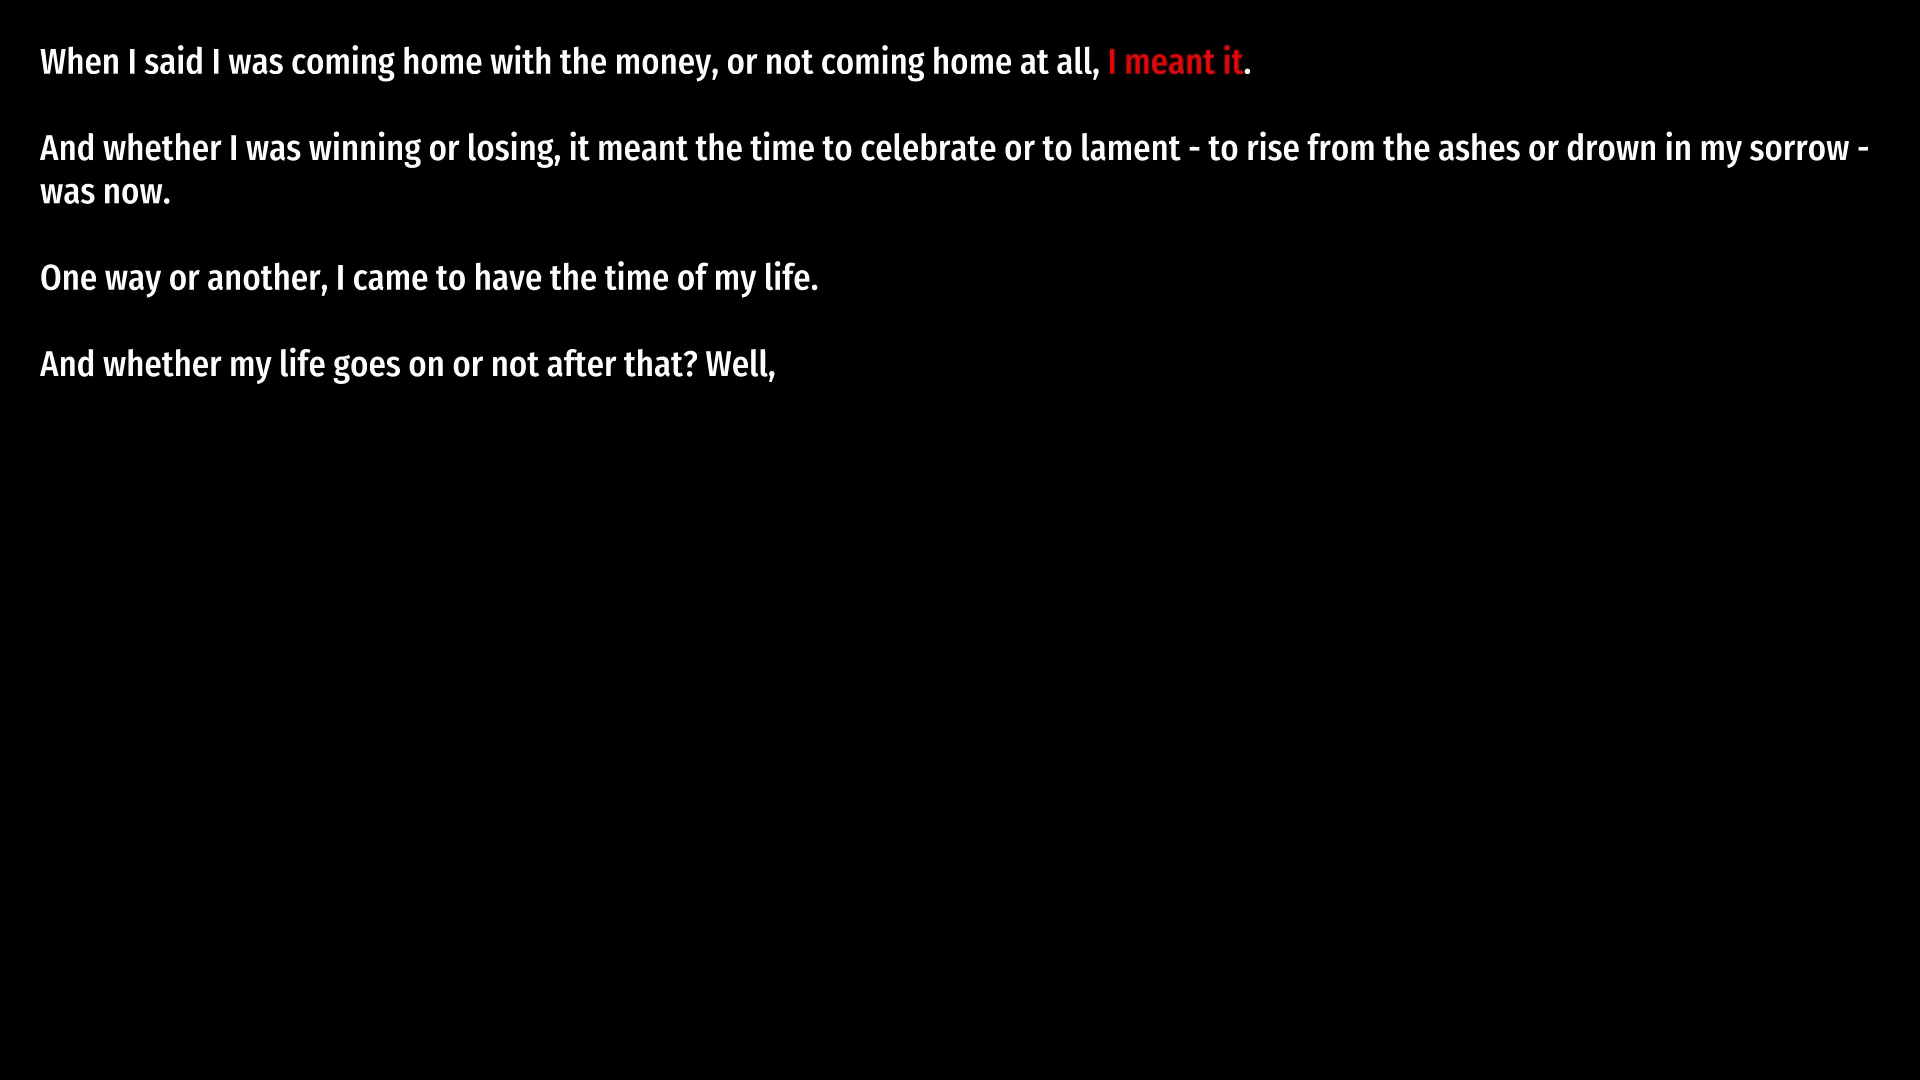 When I said I was coming home with the money, or not coming home at all, I meant it.
And whether I was winning or losing, it meant the time to celebrate or to lament - to rise from the ashes or drown in my sorrow -
was now.
One way or another, I came to have the time of my life.
And whether my life goes on or not after that? Well,